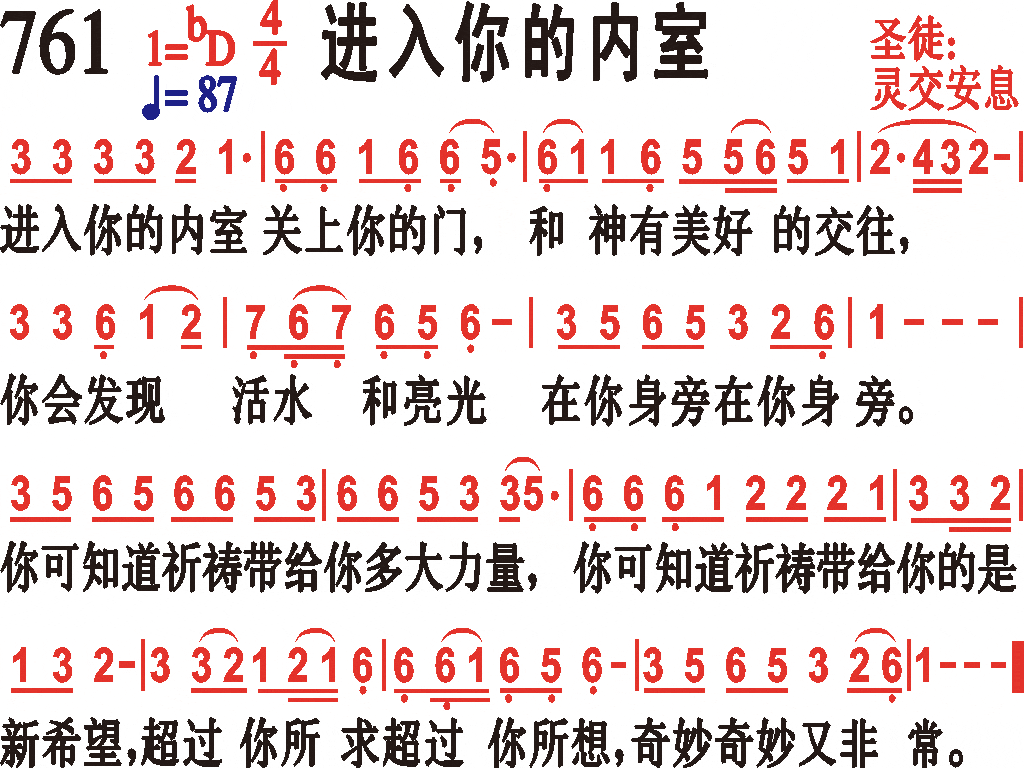 761 1=bD 4/4 进入你的内室 圣徒:
♩=87 灵交安息
3 3 3 3 2 1·|6 6 1 6 6 5·|6 1 1 6 5 5 6 5 1|2·4 3 2-|
进入你的内室 关上你的门， 和 神有美好 的交往，
3 3 6 1 2|7 6 7 6 5 6-|3 5 6 5 3 2 6|1---|
你会发现 活水 和亮光 在你身旁在你身 旁。
3 5 6 5 6 6 5 3|6 6 5 3 3 5·|6 6 6 1 2 2 2 1|3 3 2|
你可知道祈祷带给你多大力量， 你可知道祈祷带给你的是
1 3 2-|3 3 2 1 2 1 6|6 6 1 6 5 6-|3 5 6 5 3 2 6|1---
新希望,超过 你所 求超过 你所想,奇妙奇妙又非 常。